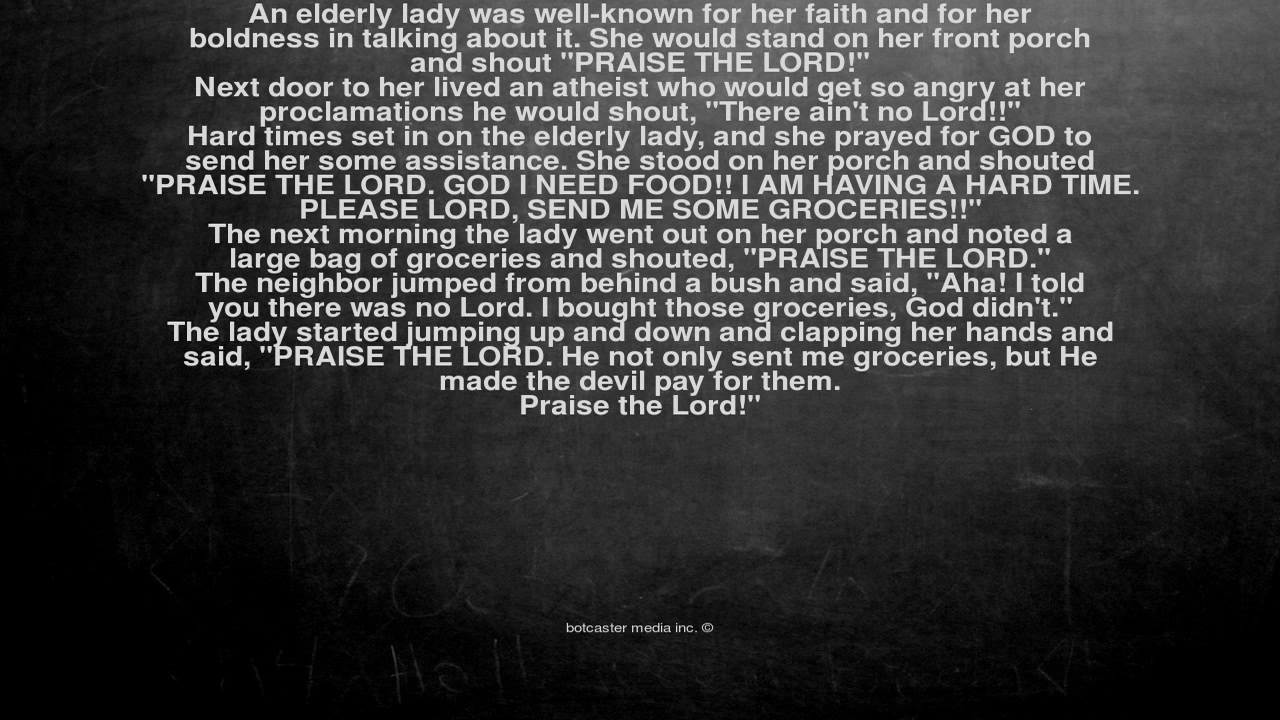 An elderly lady was well-known for her faith and for her
boldness in talking about it. She would stand on her front porch
and shout "PRAISE THE LORD!"
Next door to her lived an atheist who would get so angry at her
proclamations he would shout, "There ain't no Lord!!"
Hard times set in on the elderly lady, and she prayed for GOD to
send her some assistance. She stood on her porch and shouted
"PRAISE THE LORD. GOD I NEED FOOD!! I AM HAVING A HARD TIME.
PLEASE LORD, SEND ME SOME GROCERIES!!"
The next morning the lady went out on her porch and noted a
large bag of groceries and shouted, "PRAISE THE LORD."
The neighbor jumped from behind a bush and said, "Aha! I told
you there was no Lord. I bought those groceries, God didn't."
The lady started jumping up and down and clapping her hands and
said, "PRAISE THE LORD. He not only sent me groceries, but He
made the devil pay for them.
Praise the Lord!"
botcaster media inc. ©